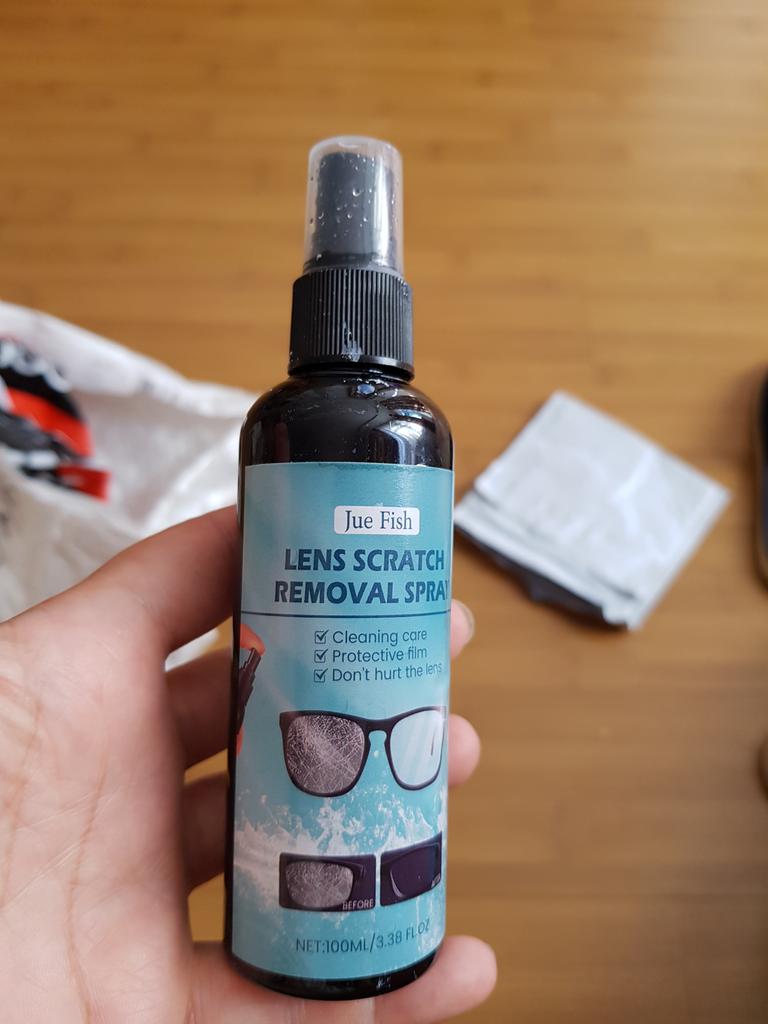 Jue Fish
LENS SCRATCH
REMOVAL SPRAY
Cleaning care
Protective film
Don't hurt the lens
BEFORE
NET:100ML/3.38 FL OZ